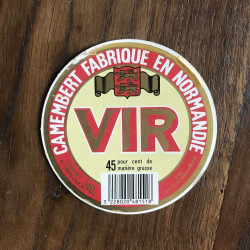 CAMEMBERT FABRIQUE EN NORMANDIE
VIR
45 pour cent de
matière grasse
3 228020 481518